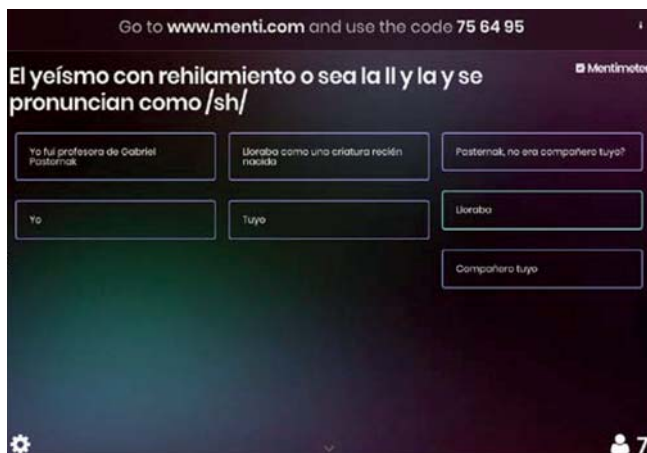 Go to www.menti.com and use the code 75 64 95
Mentimeter
El yeísmo con rehilamiento o sea la ll y la y se
pronuncian como /sh/
Yo fui profesora de Gabriel
Pasternak
Lloraba como una criatura recién
nacida
Pasternak, no era compañero tuyo?
Yo
Tuyo
Lloraba
Compañero tuyo
7